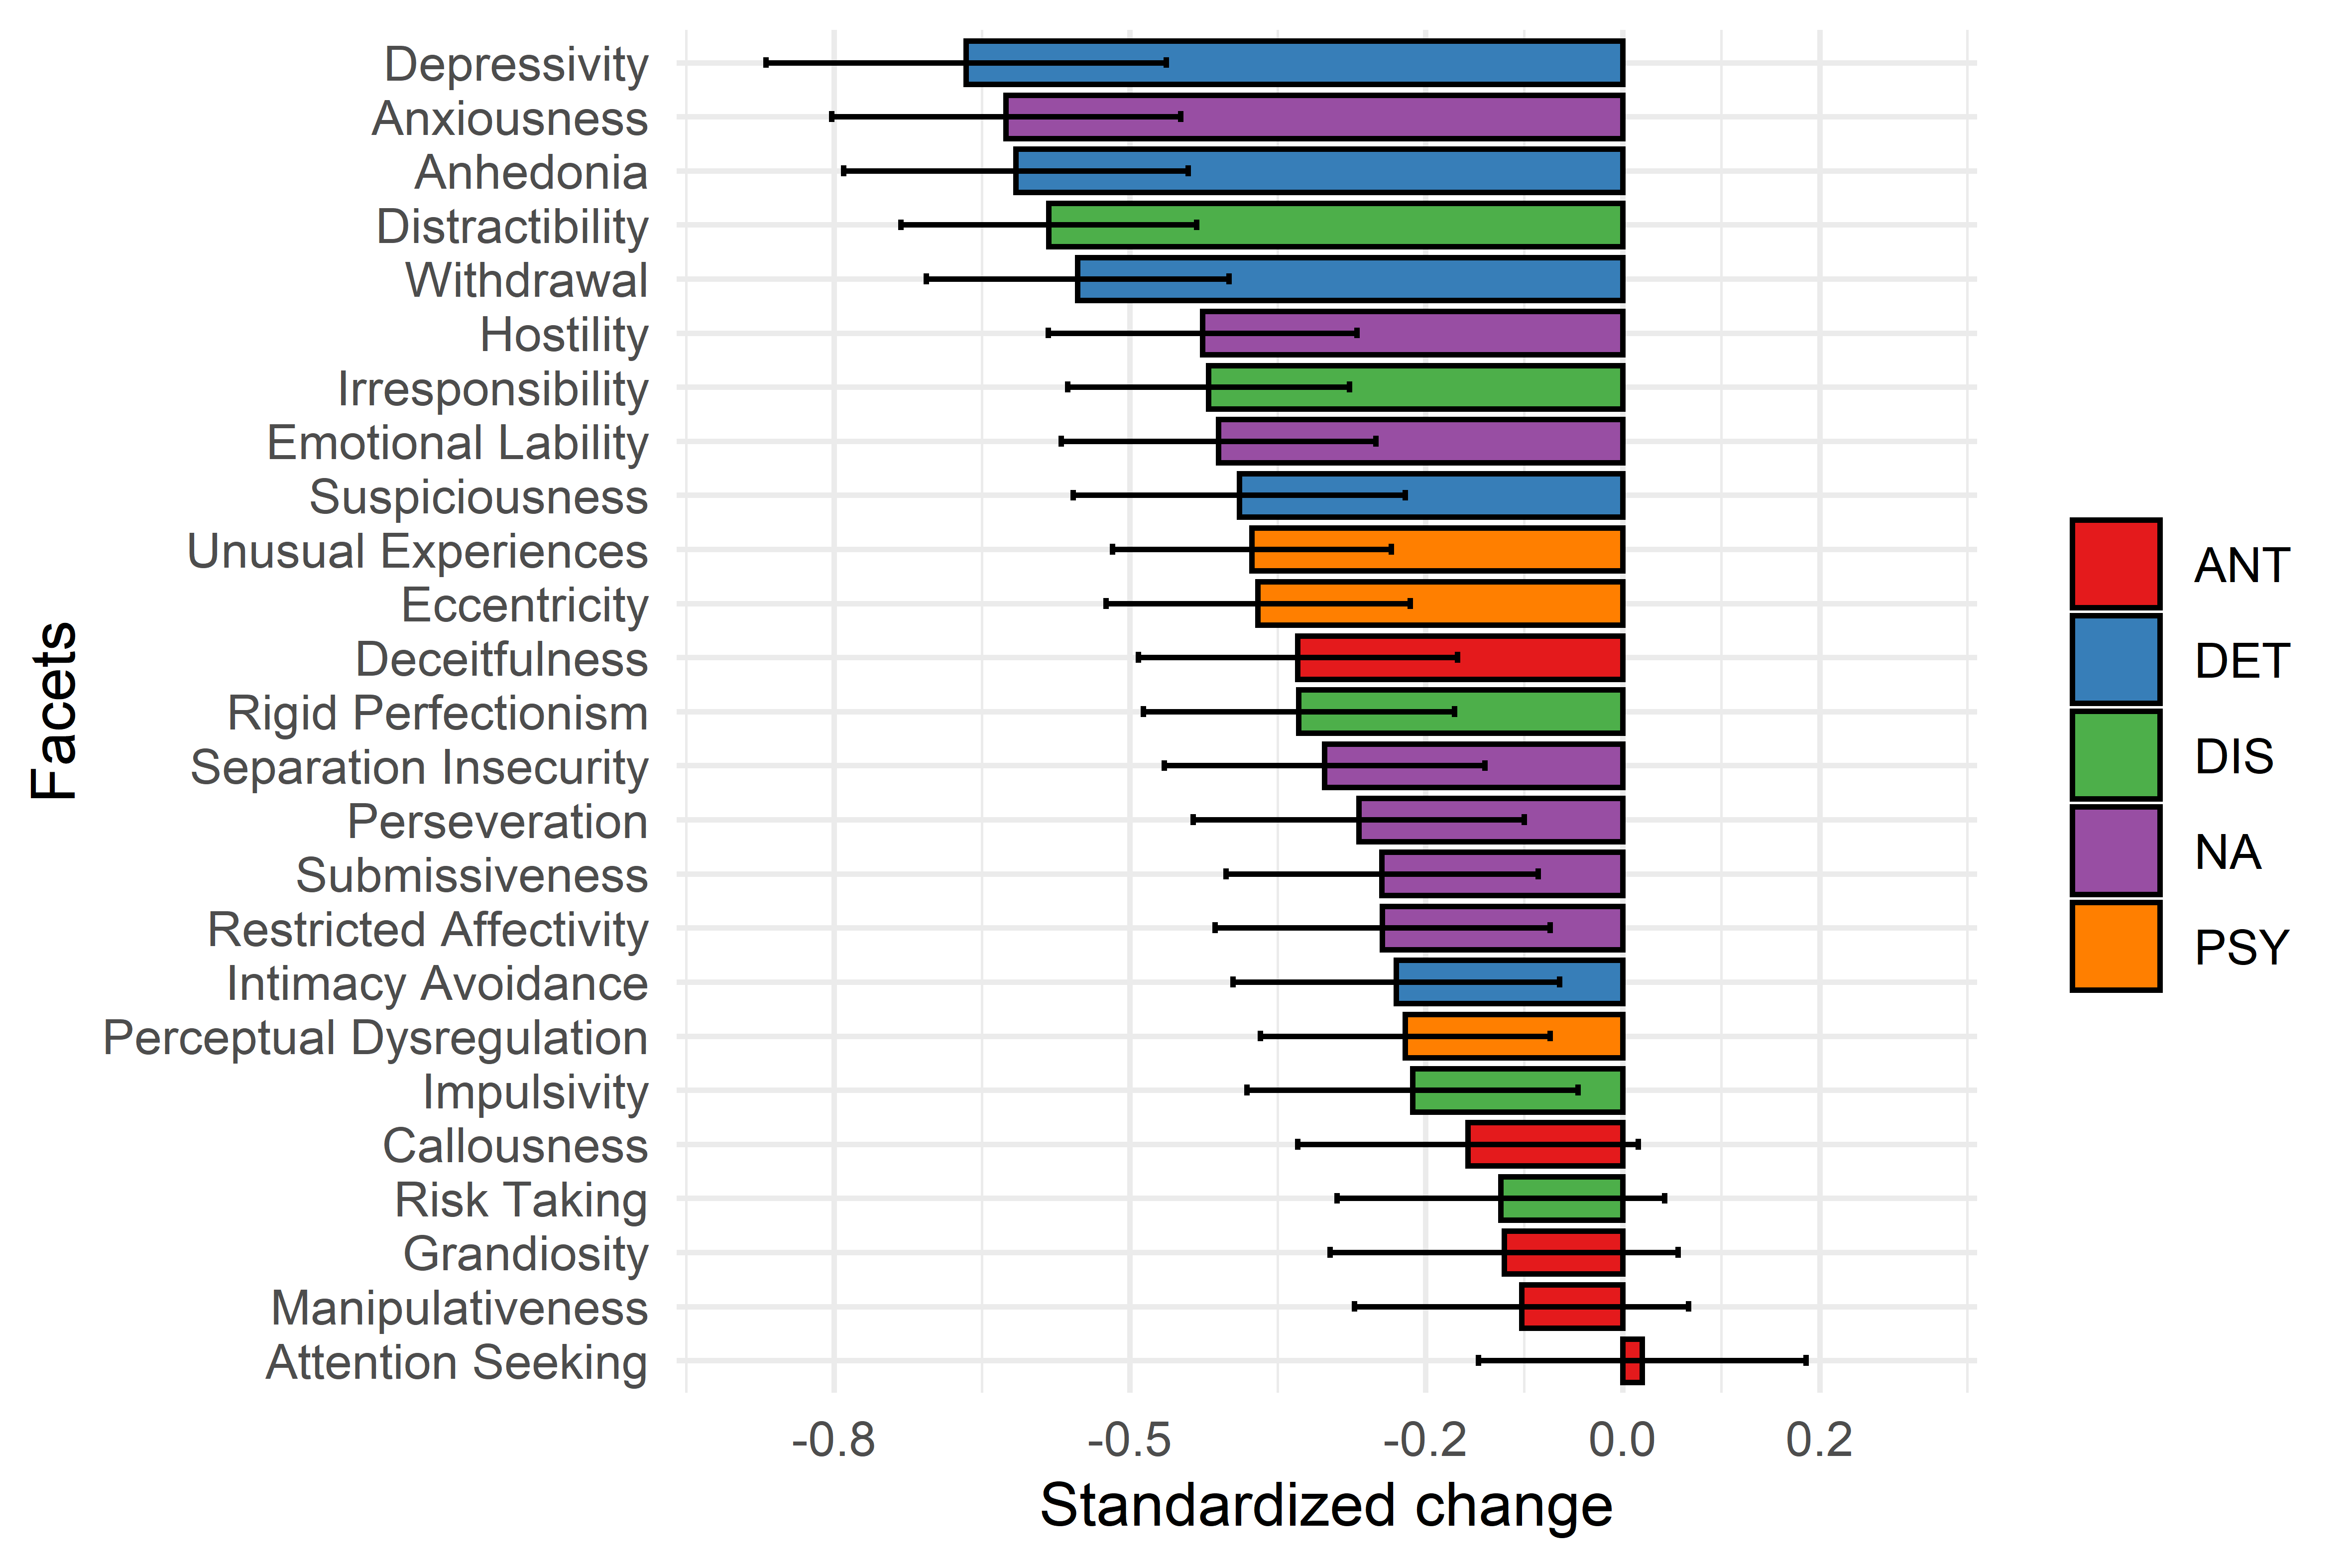 Facets
Depressivity
Anxiousness
Anhedonia
Distractibility
Withdrawal
Hostility
Irresponsibility
Emotional Lability
Suspiciousness
Unusual Experiences
Eccentricity
Deceitfulness
Rigid Perfectionism
Separation Insecurity
Perseveration
Submissiveness
Restricted Affectivity
Intimacy Avoidance
Perceptual Dysregulation
Impulsivity
Callousness
Risk Taking
Grandiosity
Manipulativeness
Attention Seeking
-0.8 -0.5 -0.2 0.0 0.2
Standardized change
ANT
DET
DIS
NA
PSY